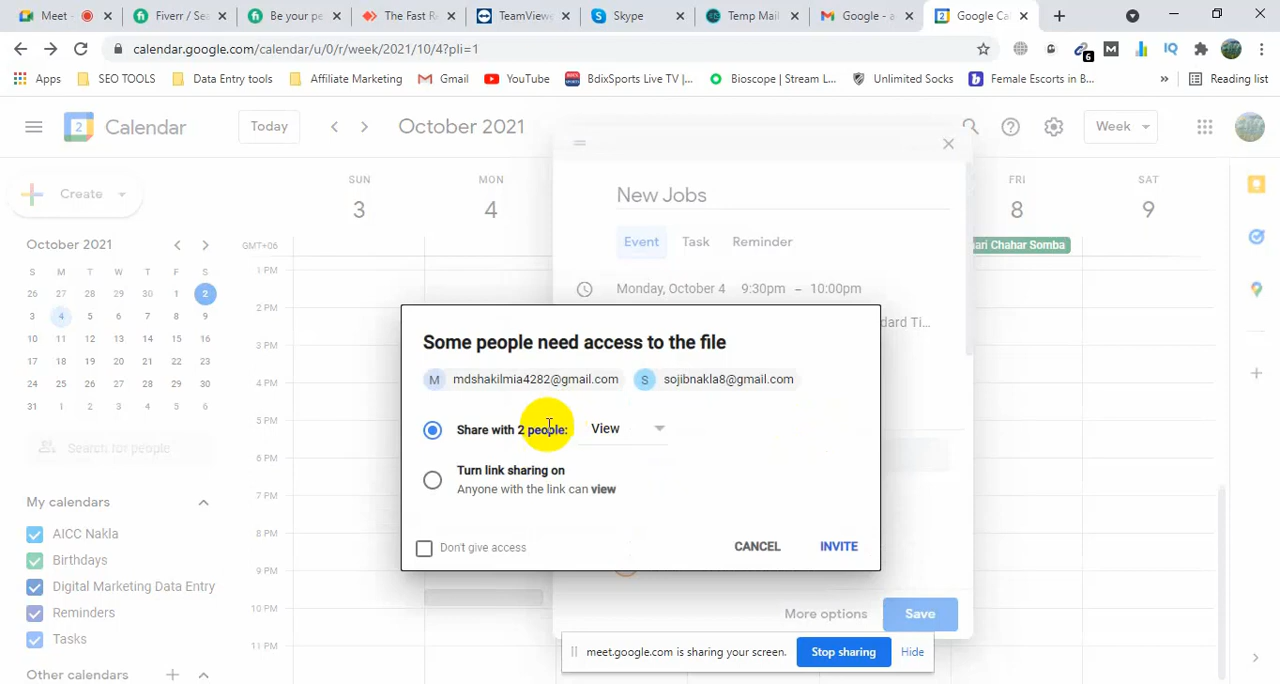 Meet -
Fiverr / Se
Be your pe
The Fast R
TeamViewe
Skype
Temp Mail
Google - a
Google Ca
calendar.google.com/calendar/u/0/r/week/2021/10/4?pli=1
6
M
IQ
Apps
SEO TOOLS
Data Entry tools
Affiliate Marketing
Gmail
YouTube
BdixSports Live TV |...
Bioscope | Stream L...
Unlimited Socks
Female Escorts in B...
»
Reading list
2
Calendar
Today
October 2021
Week
Create
SUN
MON
FRI
SAT
3
4
8
9
New Jobs
October 2021
GMT+06
ari Chahar Somba
Event
Task
Reminder
S M T W T F S
26 27 28 29 30 1 2
3 4 5 6 7 8 9
10 11 12 13 14 15 16
17 18 19 20 21 22 23
24 25 26 27 28 29 30
31 1 2 3 4 5 6
1 PM
2 PM
3 PM
4 PM
5 PM
6 PM
7 PM
8 PM
9 PM
10 PM
11 PM
Monday, October 4 9:30pm – 10:00pm
dard Ti...
Some people need access to the file
M mdshakilmia4282@gmail.com
S sojibnakla8@gmail.com
Share with 2 people:
View
Turn link sharing on
Anyone with the link can view
Don't give access
CANCEL
INVITE
Search for people
My calendars
AICC Nakla
Birthdays
Digital Marketing Data Entry
Reminders
Tasks
Other calendars
More options
Save
meet.google.com is sharing your screen.
Stop sharing
Hide